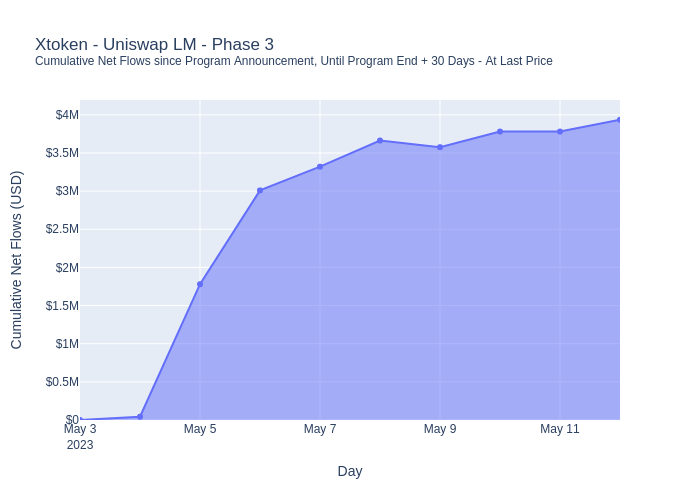 Xtoken - Uniswap LM - Phase 3
Cumulative Net Flows since Program Announcement, Until Program End + 30 Days - At Last Price
Cumulative Net Flows (USD)
$4M
$3.5M
$3M
$2.5M
$2M
$1.5M
$1M
$0.5M
$0
May 3
2023
May 5
May 7
May 9
May 11
Day